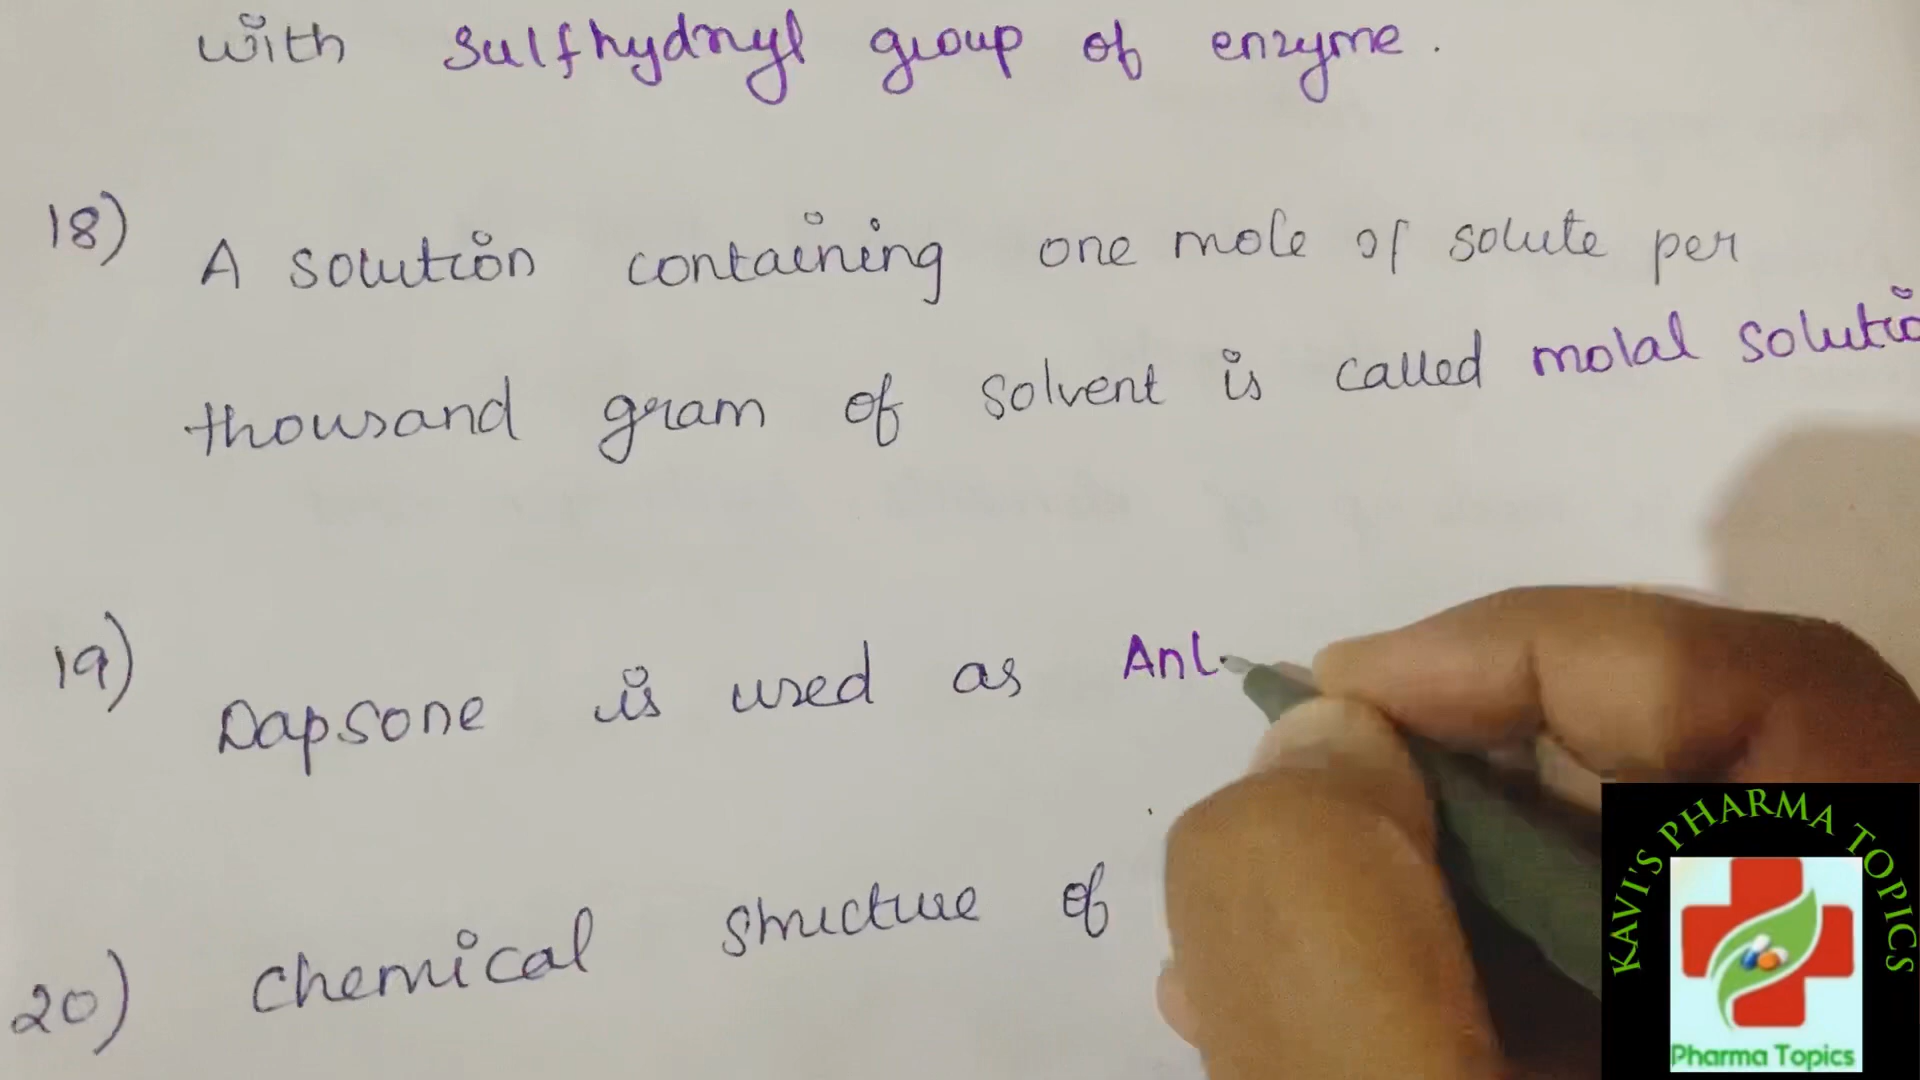 with sulfhydryl group of enzyme.
18) A solution containing one mole of solute per
thousand gram of solvent is called molal solutio
19) Dapsone is used as
20) Chemical structure of
KAVI'S PHARMA TOPICS
Pharma Topics